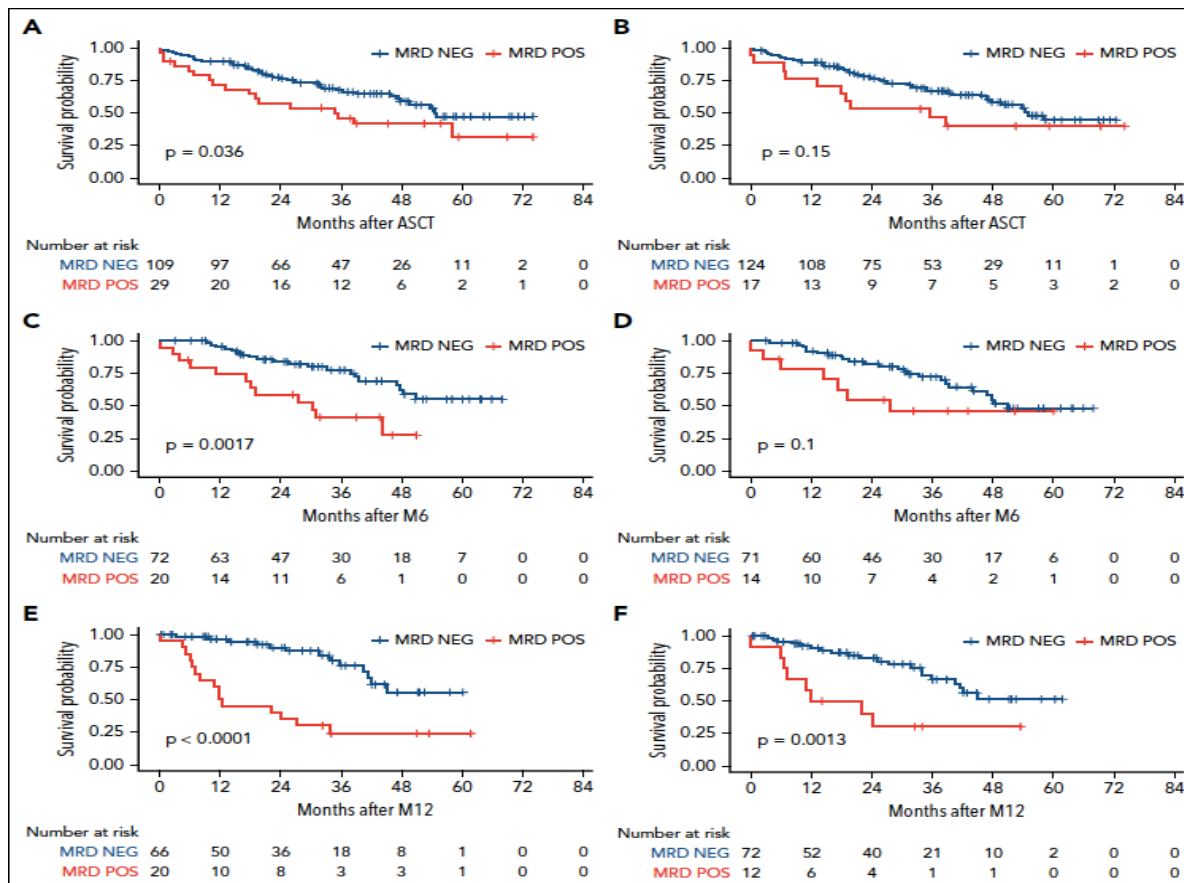 A
1.00
0.75
0.50
0.25
0.00
Survival probability
MRD NEG MRD POS
p = 0.036
0 12 24 36 48 60 72 84
Months after ASCT
Number at risk
MRD NEG 109 97 66 47 26 11 2 0
MRD POS 29 20 16 12 6 2 1 0
B
1.00
0.75
0.50
0.25
0.00
Survival probability
MRD NEG MRD POS
p = 0.15
0 12 24 36 48 60 72 84
Months after ASCT
Number at risk
MRD NEG 124 108 75 53 29 11 1 0
MRD POS 17 13 9 7 5 3 2 0
C
1.00
0.75
0.50
0.25
0.00
Survival probability
MRD NEG MRD POS
p = 0.0017
0 12 24 36 48 60 72 84
Months after M6
Number at risk
MRD NEG 72 63 47 30 18 7 0 0
MRD POS 20 14 11 6 1 0 0 0
D
1.00
0.75
0.50
0.25
0.00
Survival probability
MRD NEG MRD POS
p = 0.1
0 12 24 36 48 60 72 84
Months after M6
Number at risk
MRD NEG 71 60 46 30 17 6 0 0
MRD POS 14 10 7 4 2 1 0 0
E
1.00
0.75
0.50
0.25
0.00
Survival probability
MRD NEG MRD POS
p < 0.0001
0 12 24 36 48 60 72 84
Months after M12
Number at risk
MRD NEG 66 50 36 18 8 1 0 0
MRD POS 20 10 8 3 3 1 0 0
F
1.00
0.75
0.50
0.25
0.00
Survival probability
MRD NEG MRD POS
p = 0.0013
0 12 24 36 48 60 72 84
Months after M12
Number at risk
MRD NEG 72 52 40 21 10 2 0 0
MRD POS 12 6 4 1 1 0 0 0